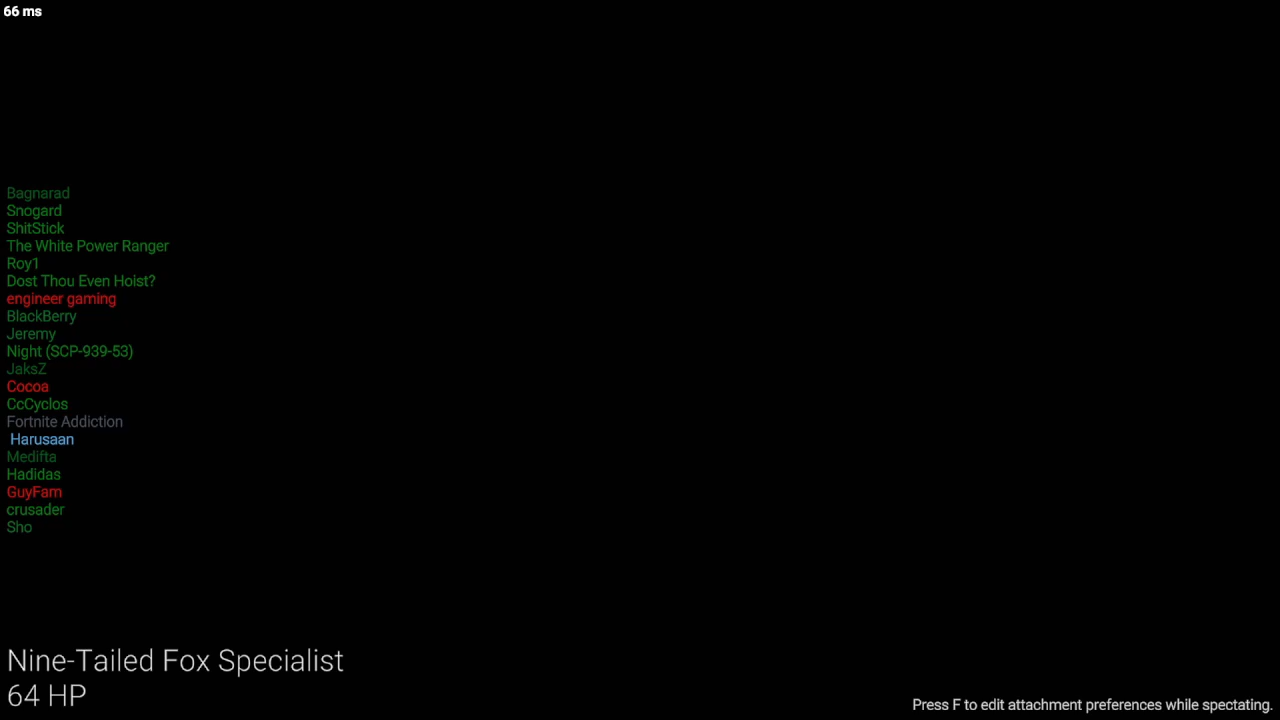 66 ms
Bagnarad
Snogard
ShitStick
The White Power Ranger
Roy1
Dost Thou Even Hoist?
engineer gaming
BlackBerry
Jeremy
Night (SCP-939-53)
JaksZ
Cocoa
CcCyclos
Fortnite Addiction
Harusaan
Medifta
Hadidas
GuyFam
crusader
Sho
Nine-Tailed Fox Specialist
64 HP
Press F to edit attachment preferences while spectating.